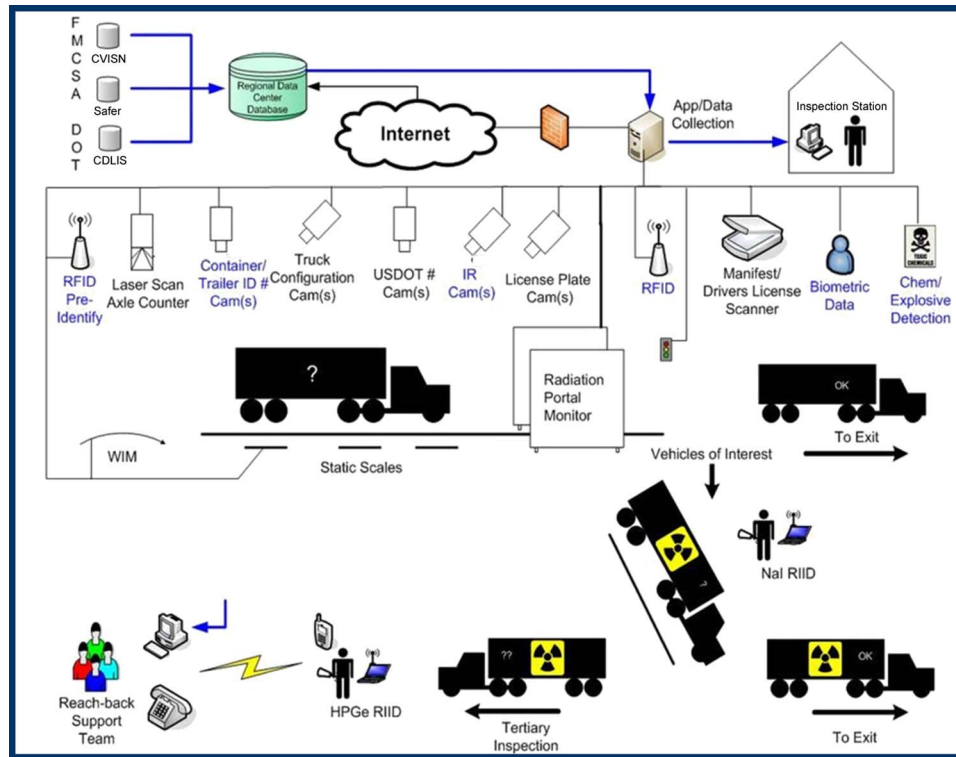 F
M
C
S
A
D
O
T
CVISN
Safer
CDLIS
Regional Data
Center
Database
Internet
App/Data
Collection
Inspection Station
RFID
Pre-
Identify
Laser Scan
Axle Counter
Container/
Trailer ID #
Cam(s)
Truck
Configuration
Cam(s)
USDOT #
Cam(s)
IR
Cam(s)
License Plate
Cam(s)
RFID
Manifest/
Drivers License
Scanner
Biometric
Data
TOXIC
CHEMICALS
Chem/
Explosive
Detection
?
Radiation
Portal
Monitor
OK
To Exit
WIM
Static Scales
Vehicles of Interest
NaI RIID
Reach-back
Support
Team
HPGe RIID
??
Tertiary
Inspection
OK
To Exit